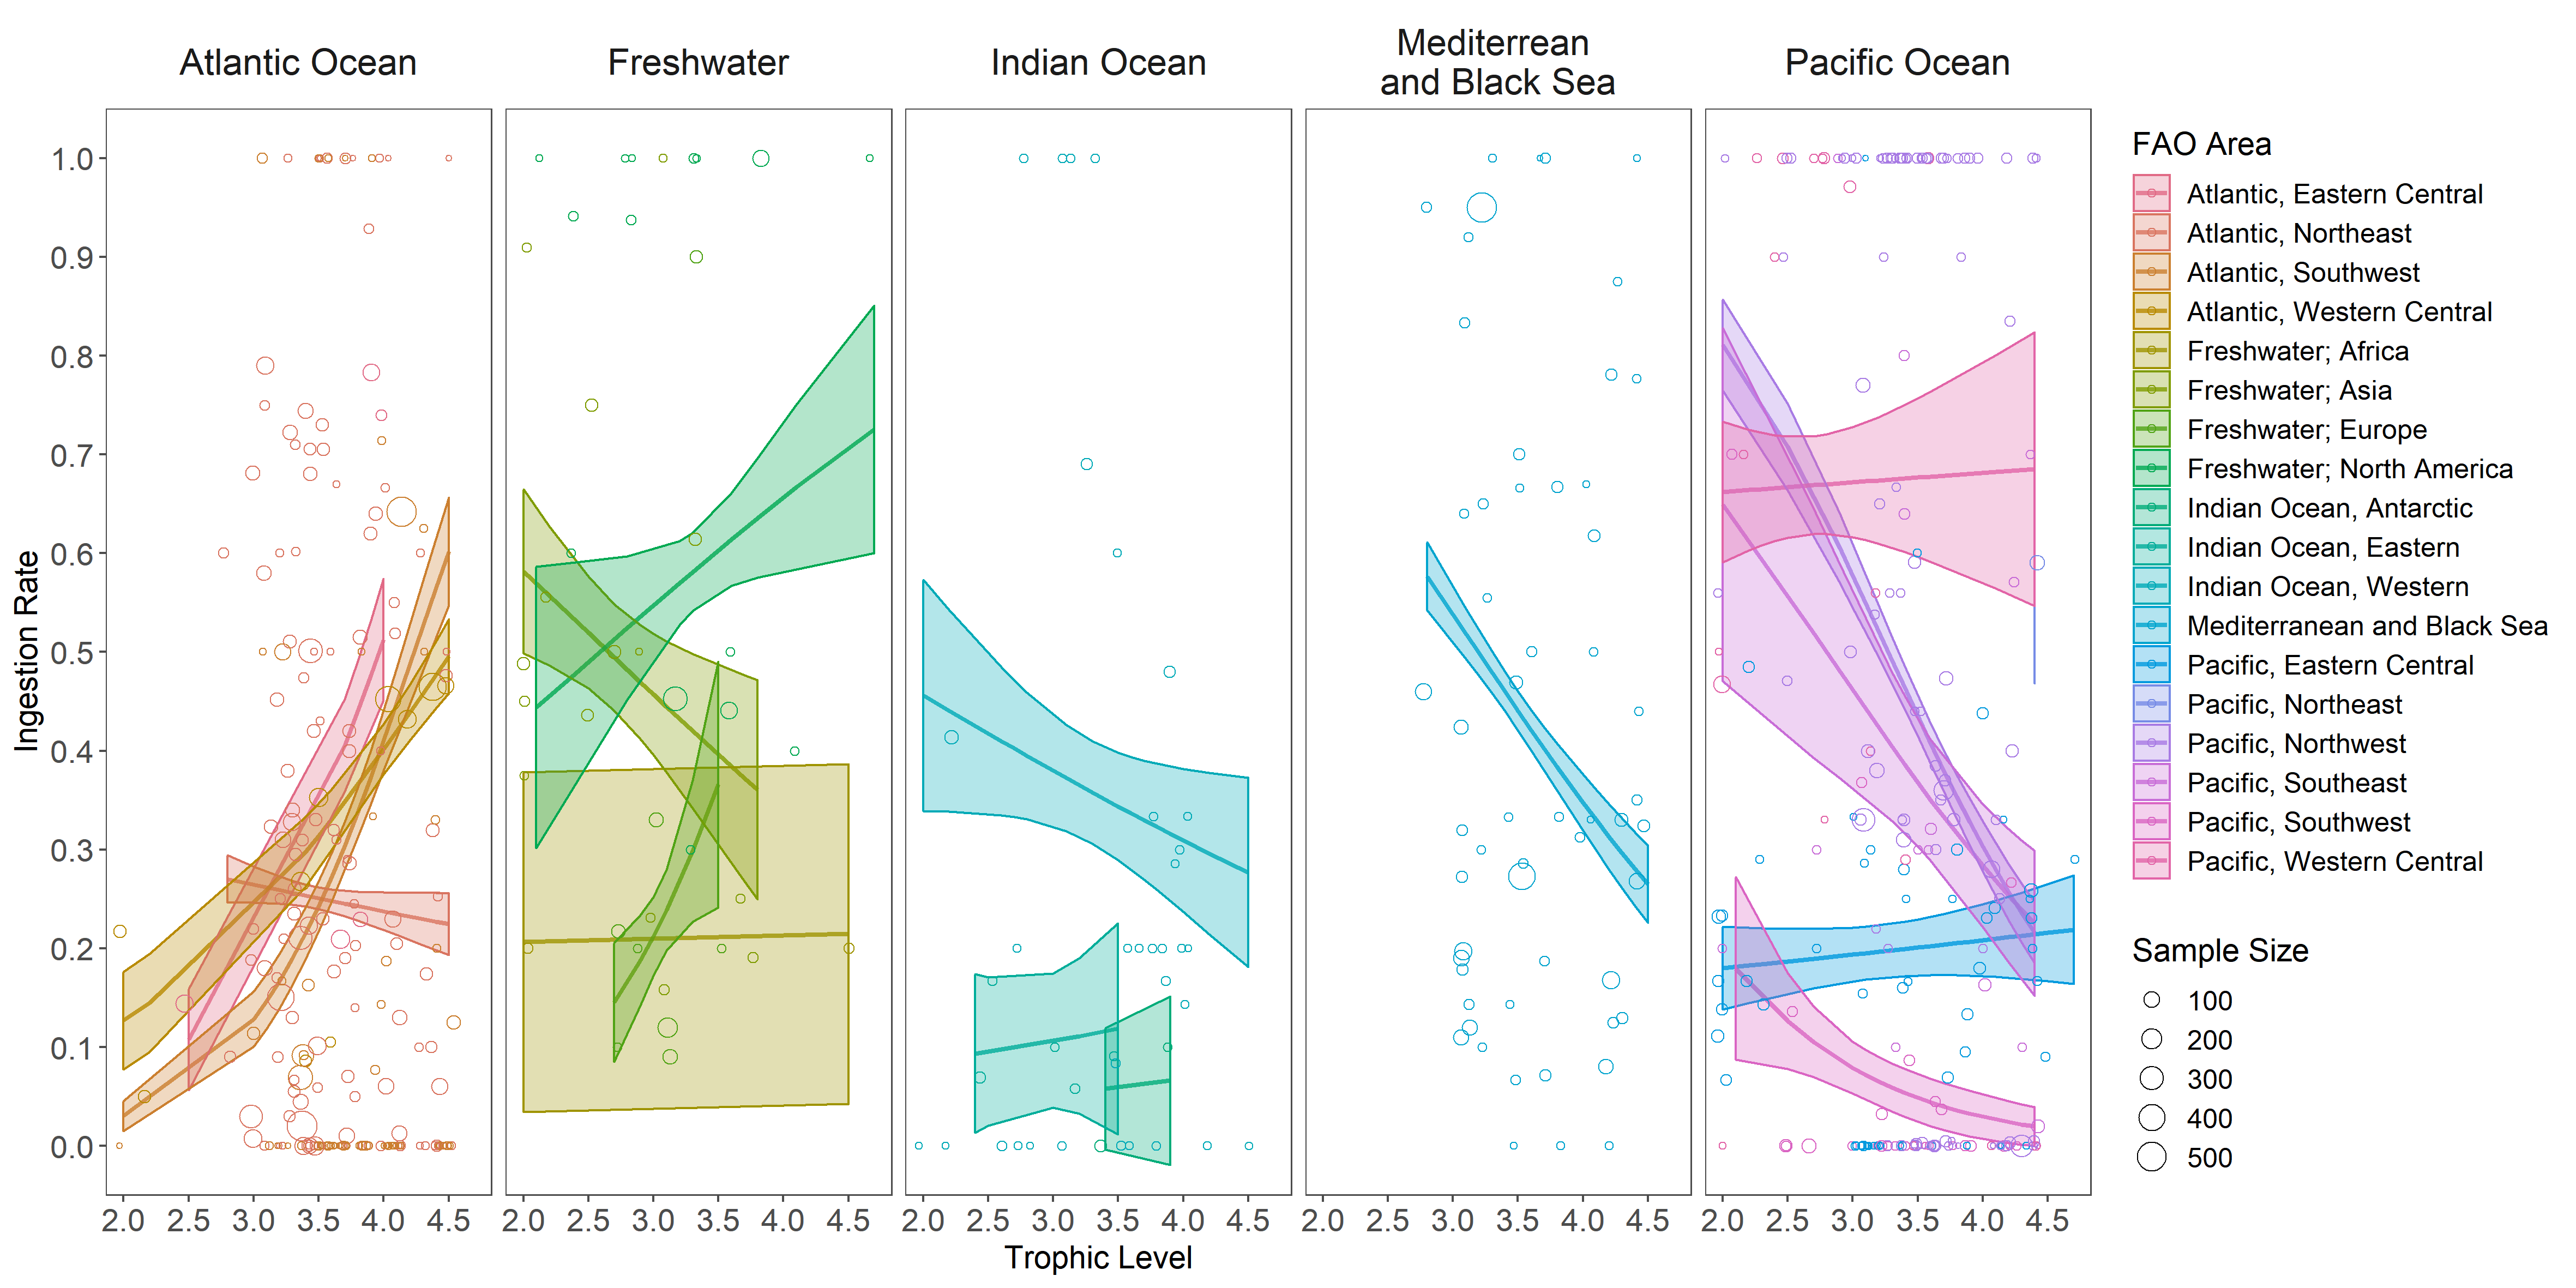 Atlantic Ocean
Freshwater
Indian Ocean
Mediterrean
and Black Sea
Pacific Ocean
Ingestion Rate
1.0
0.9
0.8
0.7
0.6
0.5
0.4
0.3
0.2
0.1
0.0
2.0 2.5 3.0 3.5 4.0 4.5
2.0 2.5 3.0 3.5 4.0 4.5
2.0 2.5 3.0 3.5 4.0 4.5
2.0 2.5 3.0 3.5 4.0 4.5
2.0 2.5 3.0 3.5 4.0 4.5
Trophic Level
FAO Area
Atlantic, Eastern Central
Atlantic, Northeast
Atlantic, Southwest
Atlantic, Western Central
Freshwater; Africa
Freshwater; Asia
Freshwater; Europe
Freshwater; North America
Indian Ocean, Antarctic
Indian Ocean, Eastern
Indian Ocean, Western
Mediterranean and Black Sea
Pacific, Eastern Central
Pacific, Northeast
Pacific, Northwest
Pacific, Southeast
Pacific, Southwest
Pacific, Western Central
Sample Size
100
200
300
400
500